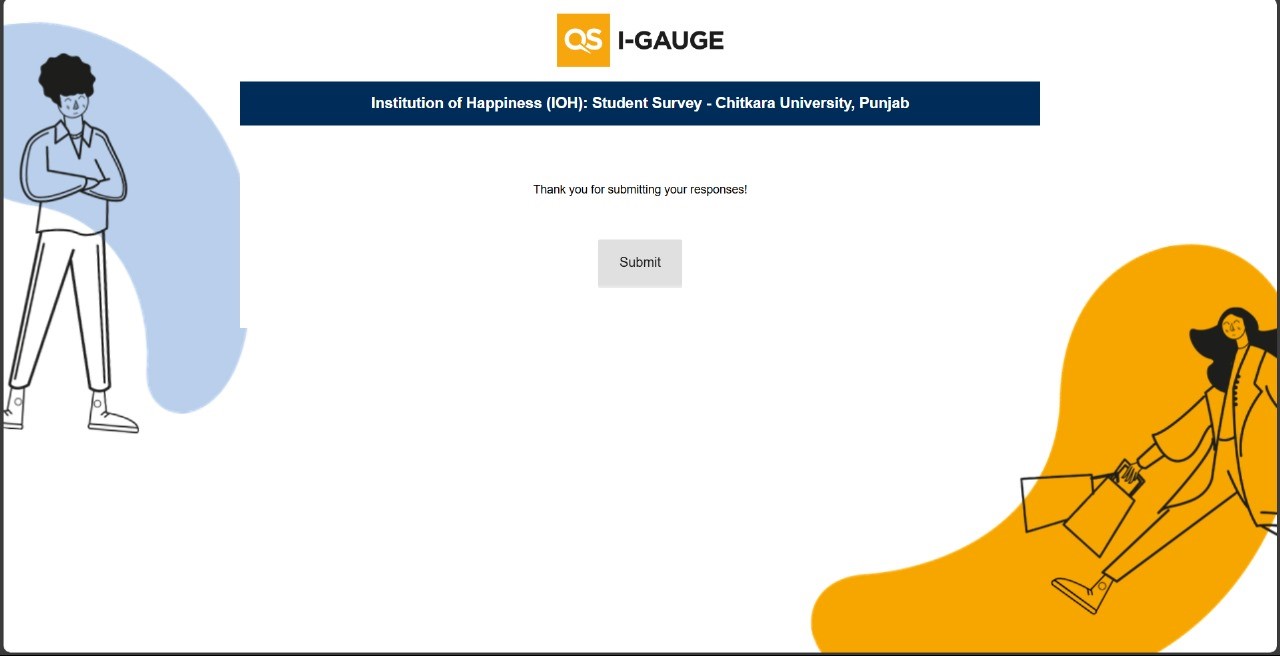 QS I-GAUGE
Institution of Happiness (IOH): Student Survey - Chitkara University, Punjab
Thank you for submitting your responses!
Submit